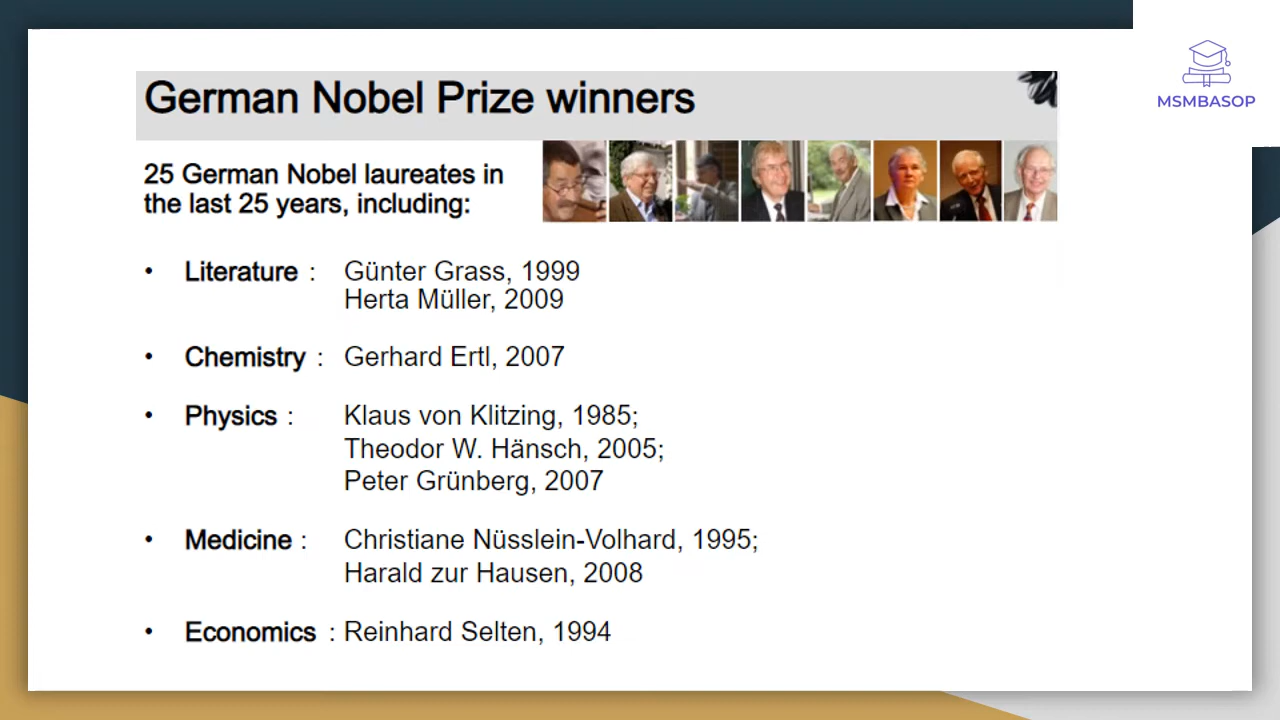 MSMBASOP
German Nobel Prize winners
25 German Nobel laureates in
the last 25 years, including:
• Literature : Günter Grass, 1999
Herta Müller, 2009
• Chemistry : Gerhard Ertl, 2007
• Physics : Klaus von Klitzing, 1985;
Theodor W. Hänsch, 2005;
Peter Grünberg, 2007
• Medicine : Christiane Nüsslein-Volhard, 1995;
Harald zur Hausen, 2008
• Economics : Reinhard Selten, 1994